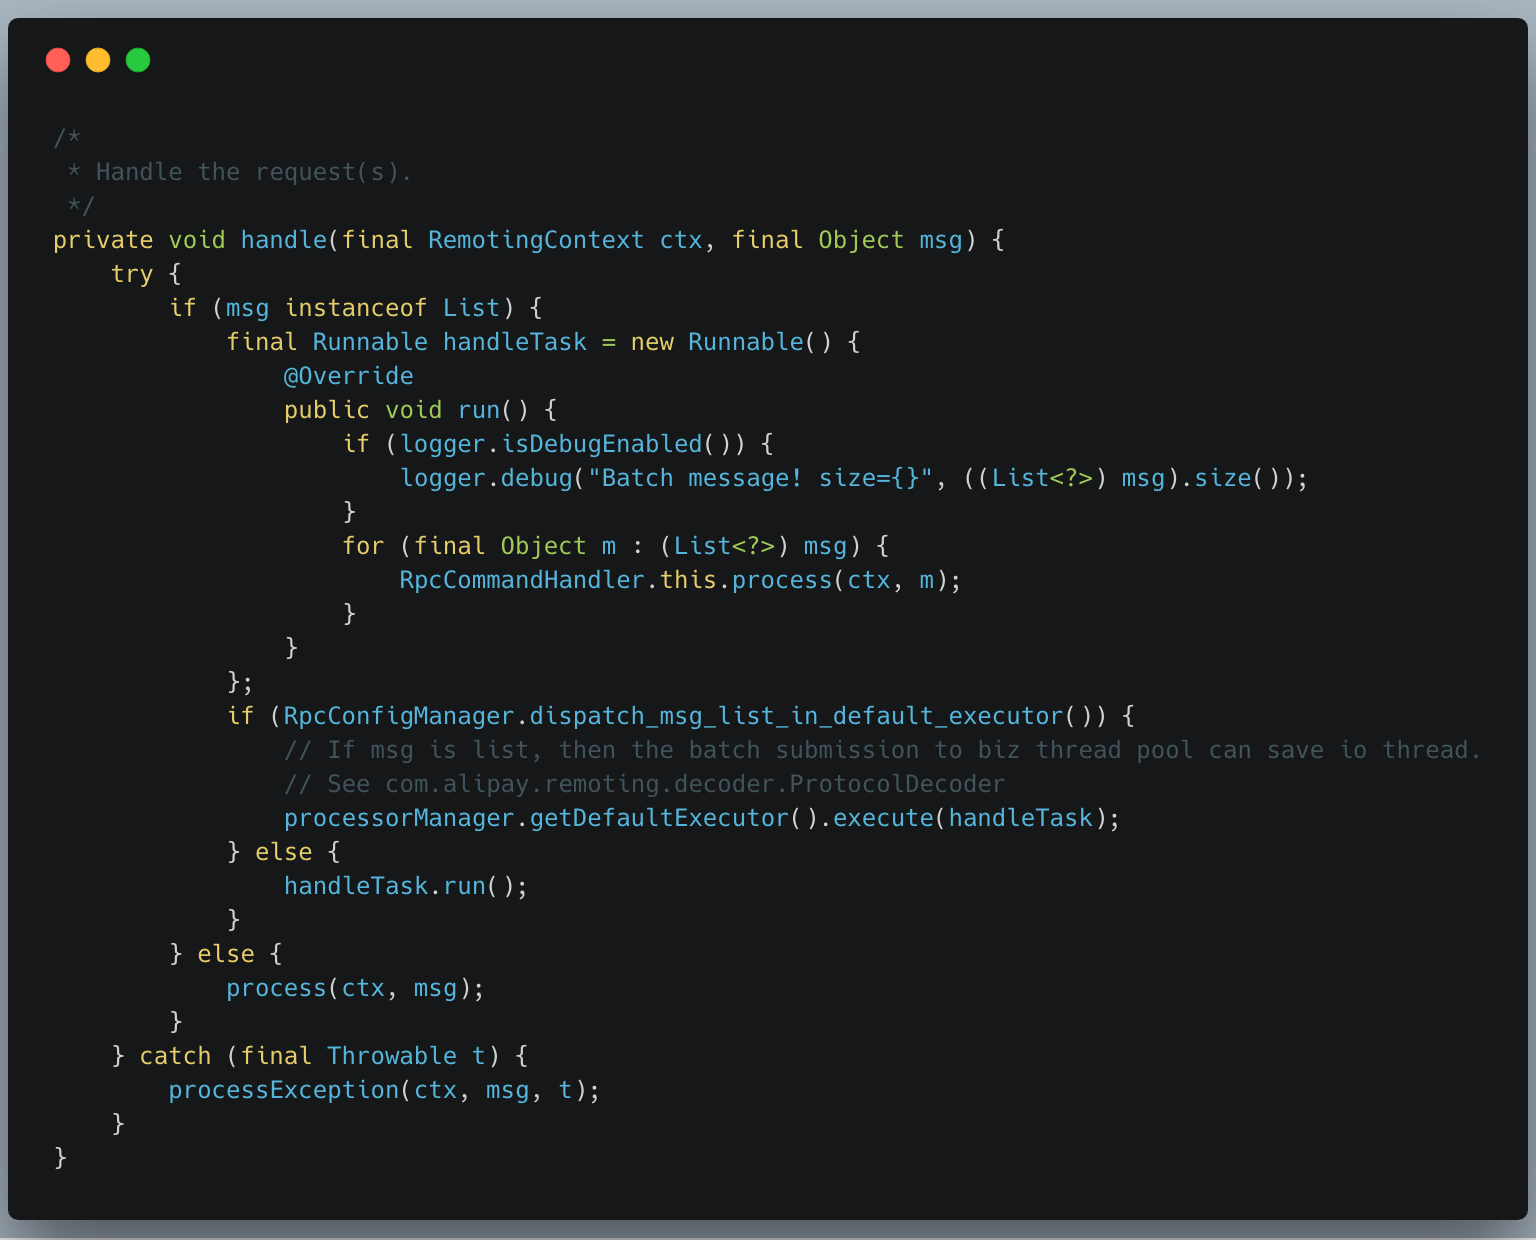 /*
 * Handle the request(s).
 */
private void handle(final RemotingContext ctx, final Object msg) {
    try {
        if (msg instanceof List) {
            final Runnable handleTask = new Runnable() {
                @Override
                public void run() {
                    if (logger.isDebugEnabled()) {
                        logger.debug("Batch message! size={}", ((List<?>) msg).size());
                    }
                    for (final Object m : (List<?>) msg) {
                        RpcCommandHandler.this.process(ctx, m);
                    }
                }
            };
            if (RpcConfigManager.dispatch_msg_list_in_default_executor()) {
                // If msg is list, then the batch submission to biz thread pool can save io thread.
                // See com.alipay.remoting.decoder.ProtocolDecoder
                processorManager.getDefaultExecutor().execute(handleTask);
            } else {
                handleTask.run();
            }
        } else {
            process(ctx, msg);
        }
    } catch (final Throwable t) {
        processException(ctx, msg, t);
    }
}